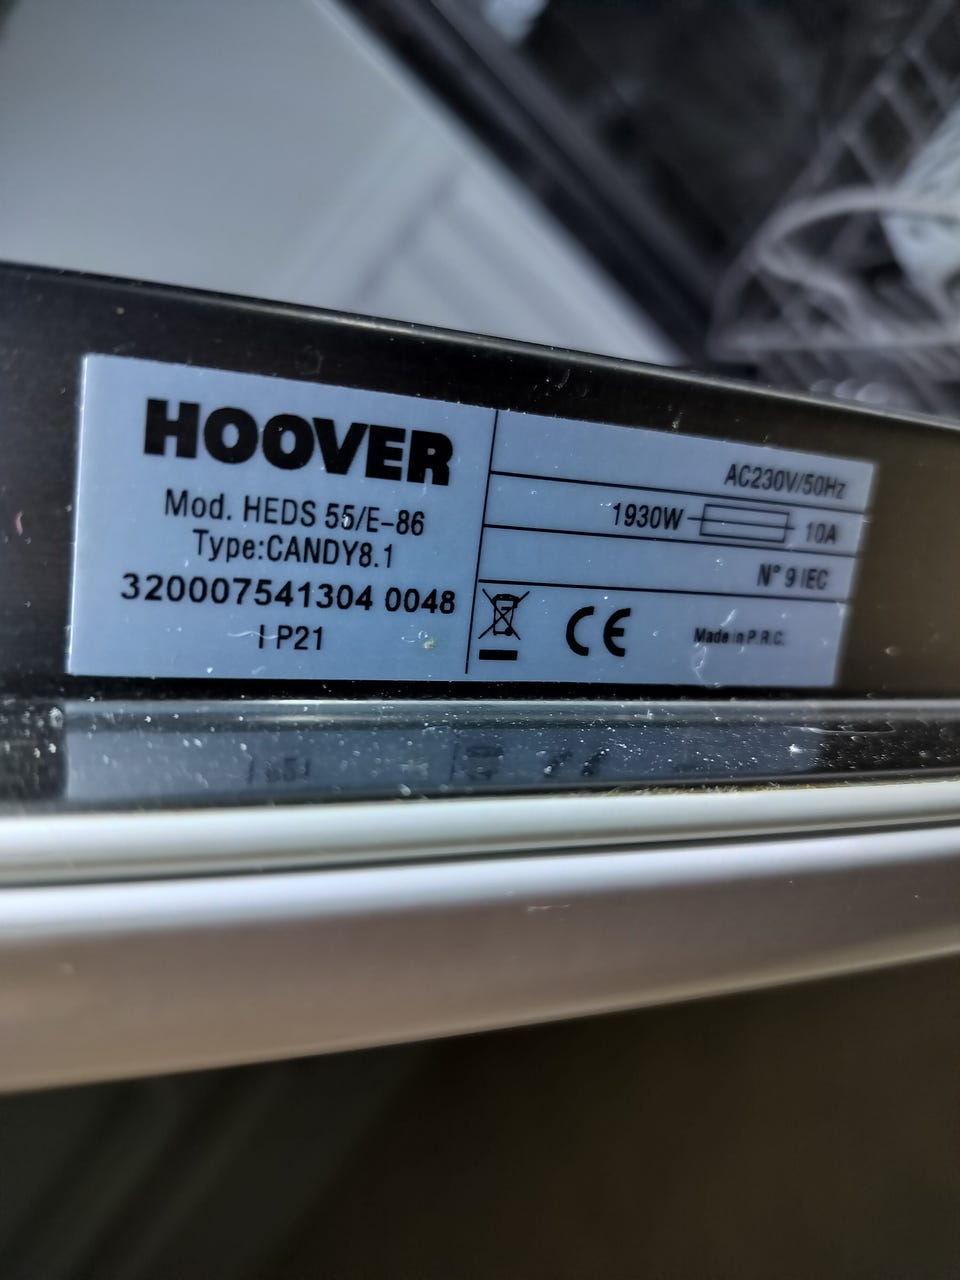 HOOVER
Mod. HEDS 55/E-86
Type:CANDY8.1
320007541304 0048
I P21
AC230V/50Hz
1930W 10A
N° 9 IEC
CE
Made in P.R.C.